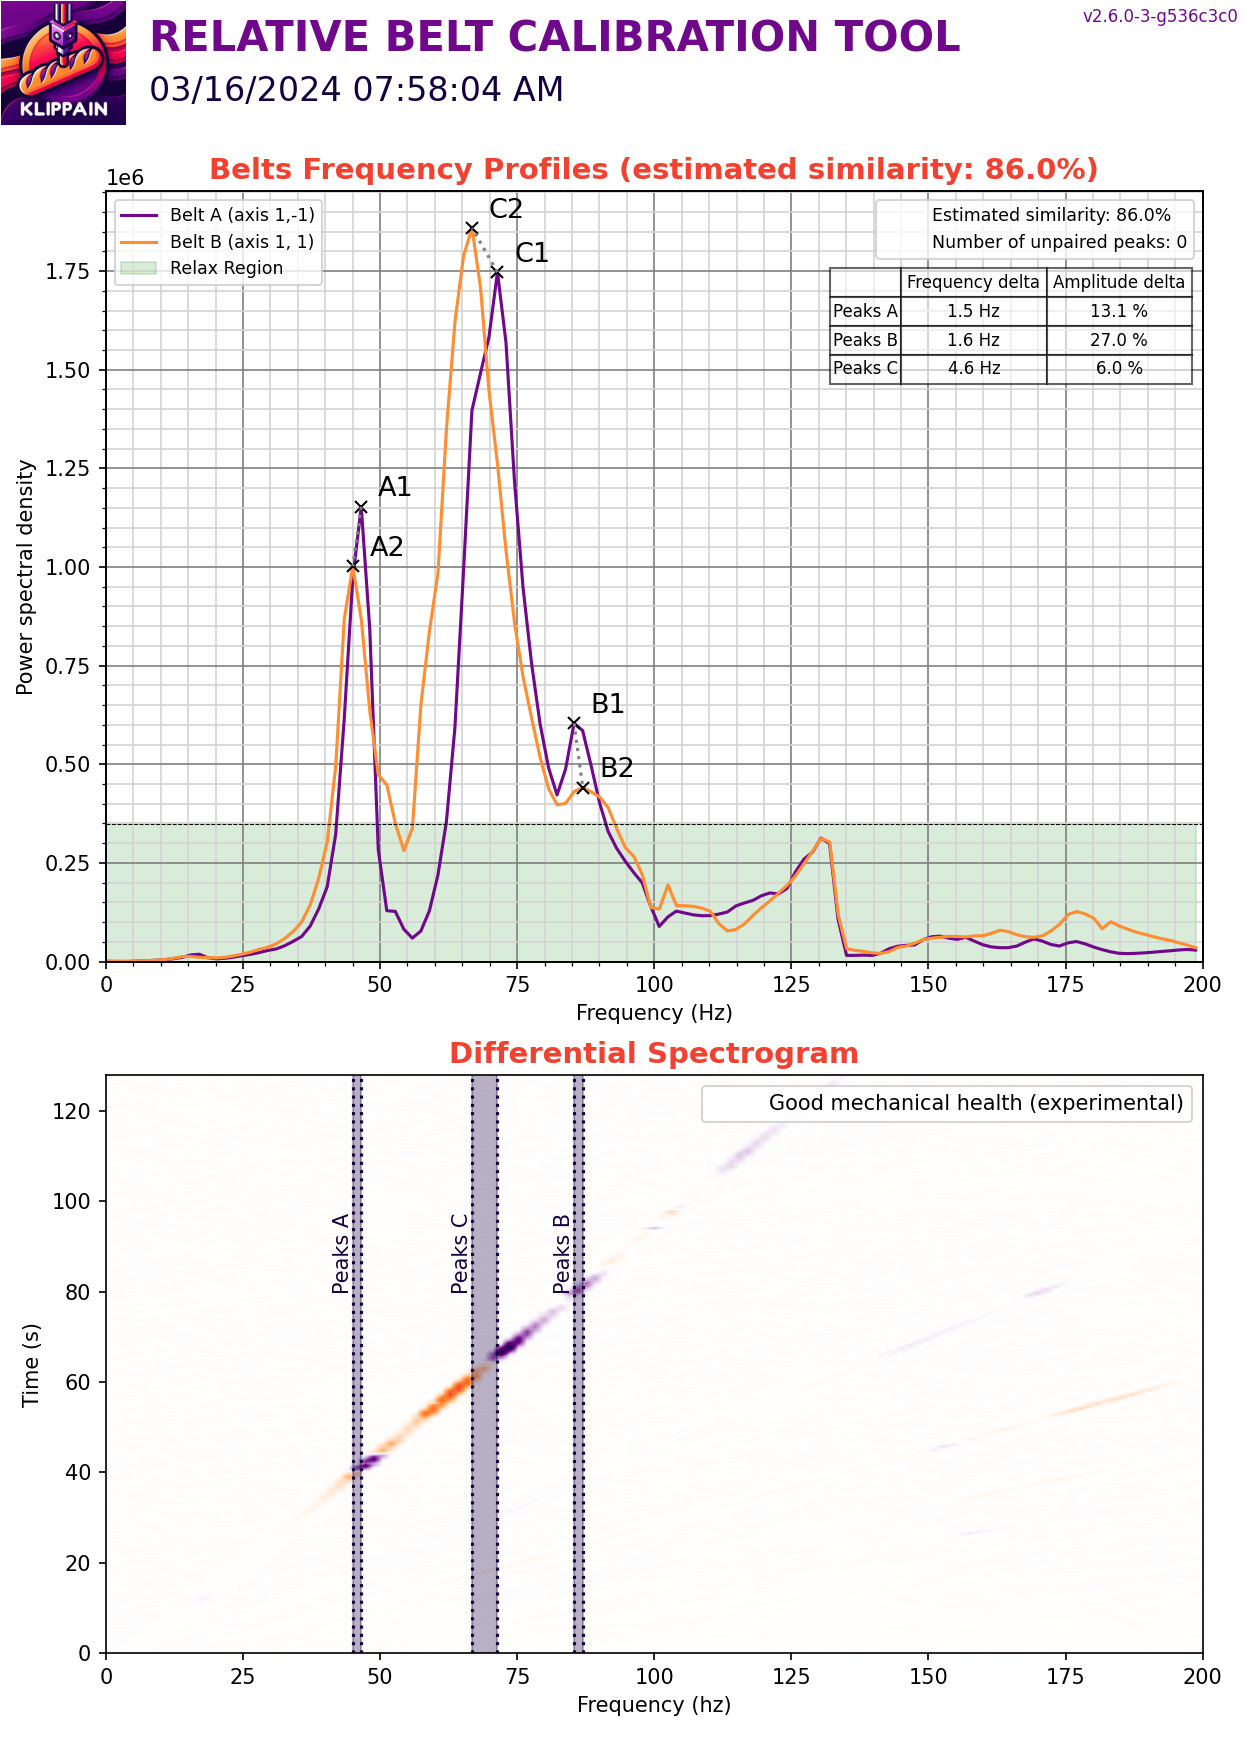 v2.6.0-3-g536c3c0
RELATIVE BELT CALIBRATION TOOL
03/16/2024 07:58:04 AM
KLIPPAIN
Belts Frequency Profiles (estimated similarity: 86.0%)
1e6
Belt A (axis 1,-1)
Belt B (axis 1, 1)
Relax Region
Estimated similarity: 86.0%
Number of unpaired peaks: 0
Frequency delta Amplitude delta
Peaks A 1.5 Hz 13.1 %
Peaks B 1.6 Hz 27.0 %
Peaks C 4.6 Hz 6.0 %
C2
C1
A1
A2
B1
B2
Power spectral density
1.75
1.50
1.25
1.00
0.75
0.50
0.25
0.00
0 25 50 75 100 125 150 175 200
Frequency (Hz)
Differential Spectrogram
Good mechanical health (experimental)
Peaks A
Peaks C
Peaks B
Time (s)
120
100
80
60
40
20
0
0 25 50 75 100 125 150 175 200
Frequency (hz)